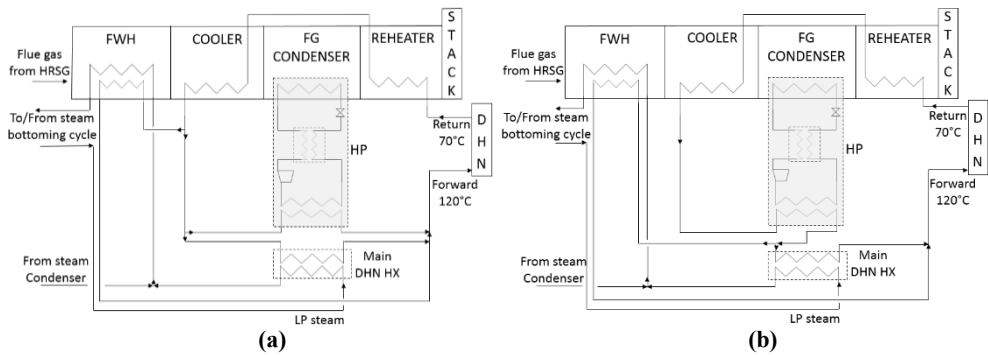 FWH
COOLER
FG
CONDENSER
REHEATER
S
T
A
C
K
Flue gas
from HRSG
To/From steam
bottoming cycle
Return
70°C
D
H
N
HP
Forward
120°C
From steam
Condenser
Main
DHN HX
LP steam
(a)
FWH
COOLER
FG
CONDENSER
REHEATER
S
T
A
C
K
Flue gas
from HRSG
To/From steam
bottoming cycle
Return
70°C
D
H
N
HP
Forward
120°C
From steam
Condenser
Main
DHN HX
LP steam
(b)